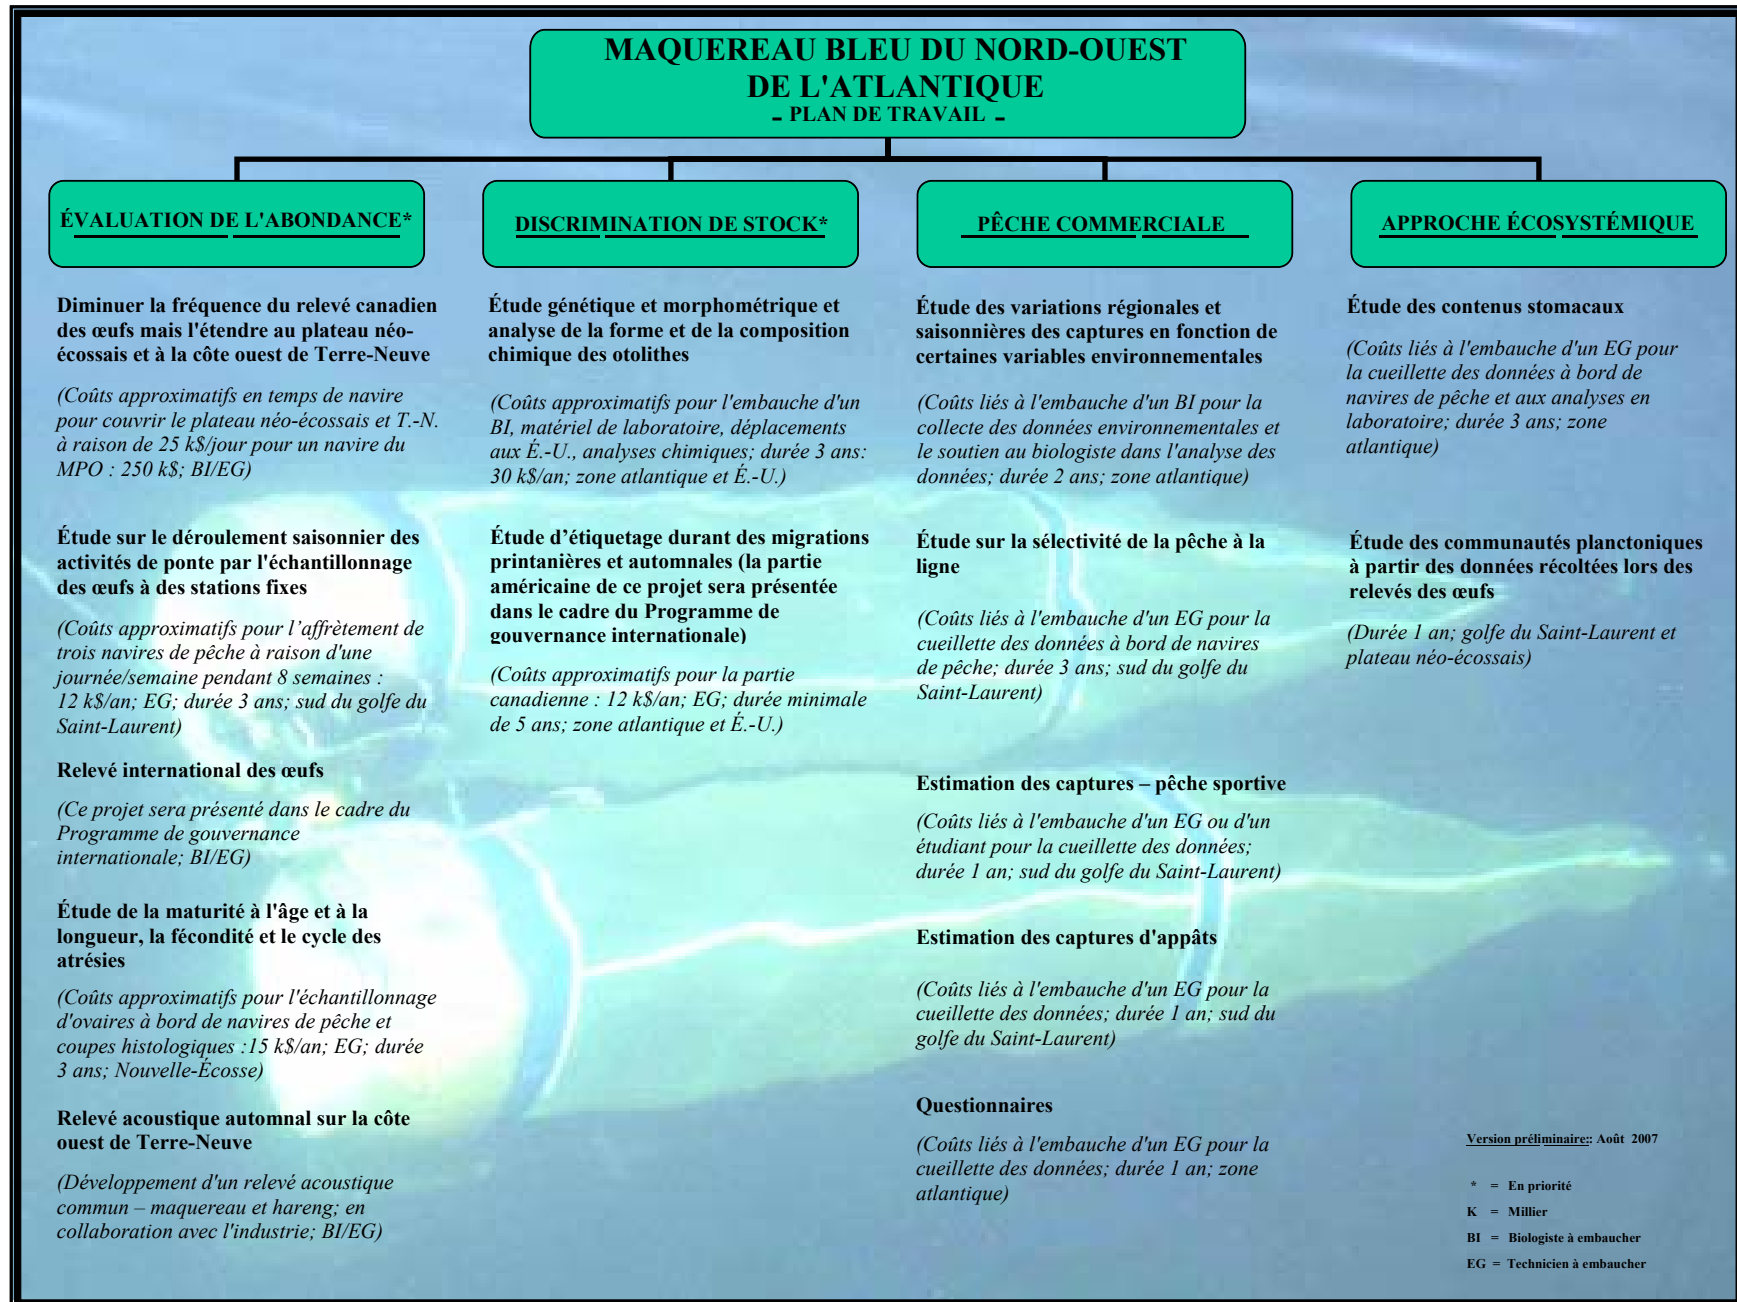 MAQUEREAU BLEU DU NORD-OUEST
DE L'ATLANTIQUE
- PLAN DE TRAVAIL -
ÉVALUATION DE L'ABONDANCE*
Diminuer la fréquence du relevé canadien
des œufs mais l'étendre au plateau néo-
écossais et à la côte ouest de Terre-Neuve
(Coûts approximatifs en temps de navire
pour couvrir le plateau néo-écossais et T.-N.
à raison de 25 k$/jour pour un navire du
MPO : 250 k$; BI/EG)
Étude sur le déroulement saisonnier des
activités de ponte par l'échantillonnage
des œufs à des stations fixes
(Coûts approximatifs pour l’affrètement de
trois navires de pêche à raison d'une
journée/semaine pendant 8 semaines :
12 k$/an; EG; durée 3 ans; sud du golfe du
Saint-Laurent)
Relevé international des œufs
(Ce projet sera présenté dans le cadre du
Programme de gouvernance
internationale; BI/EG)
Étude de la maturité à l'âge et à la
longueur, la fécondité et le cycle des
atrésies
(Coûts approximatifs pour l'échantillonnage
d'ovaires à bord de navires de pêche et
coupes histologiques :15 k$/an; EG; durée
3 ans; Nouvelle-Écosse)
Relevé acoustique automnal sur la côte
ouest de Terre-Neuve
(Développement d'un relevé acoustique
commun – maquereau et hareng; en
collaboration avec l'industrie; BI/EG)
DISCRIMINATION DE STOCK*
Étude génétique et morphométrique et
analyse de la forme et de la composition
chimique des otolithes
(Coûts approximatifs pour l'embauche d'un
BI, matériel de laboratoire, déplacements
aux É.-U., analyses chimiques; durée 3 ans:
30 k$/an; zone atlantique et É.-U.)
Étude d’étiquetage durant des migrations
printanières et automnales (la partie
américaine de ce projet sera présentée
dans le cadre du Programme de
gouvernance internationale)
(Coûts approximatifs pour la partie
canadienne : 12 k$/an; EG; durée minimale
de 5 ans; zone atlantique et É.-U.)
PÊCHE COMMERCIALE
Étude des variations régionales et
saisonnières des captures en fonction de
certaines variables environnementales
(Coûts liés à l'embauche d'un BI pour la
collecte des données environnementales et
le soutien au biologiste dans l'analyse des
données; durée 2 ans; zone atlantique)
Étude sur la sélectivité de la pêche à la
ligne
(Coûts liés à l'embauche d'un EG pour la
cueillette des données à bord de navires
de pêche; durée 3 ans; sud du golfe du
Saint-Laurent)
Estimation des captures – pêche sportive
(Coûts liés à l'embauche d'un EG ou d'un
étudiant pour la cueillette des données;
durée 1 an; sud du golfe du Saint-Laurent)
Estimation des captures d'appâts
(Coûts liés à l'embauche d'un EG pour la
cueillette des données; durée 1 an; sud du
golfe du Saint-Laurent)
Questionnaires
(Coûts liés à l'embauche d'un EG pour la
cueillette des données; durée 1 an; zone
atlantique)
APPROCHE ÉCOSYSTÉMIQUE
Étude des contenus stomacaux
(Coûts liés à l'embauche d'un EG pour
la cueillette des données à bord de
navires de pêche et aux analyses en
laboratoire; durée 3 ans; zone
atlantique)
Étude des communautés planctoniques
à partir des données récoltées lors des
relevés des œufs
(Durée 1 an; golfe du Saint-Laurent et
plateau néo-écossais)
Version préliminaire:: Août 2007
* = En priorité
K = Millier
BI = Biologiste à embaucher
EG = Technicien à embaucher